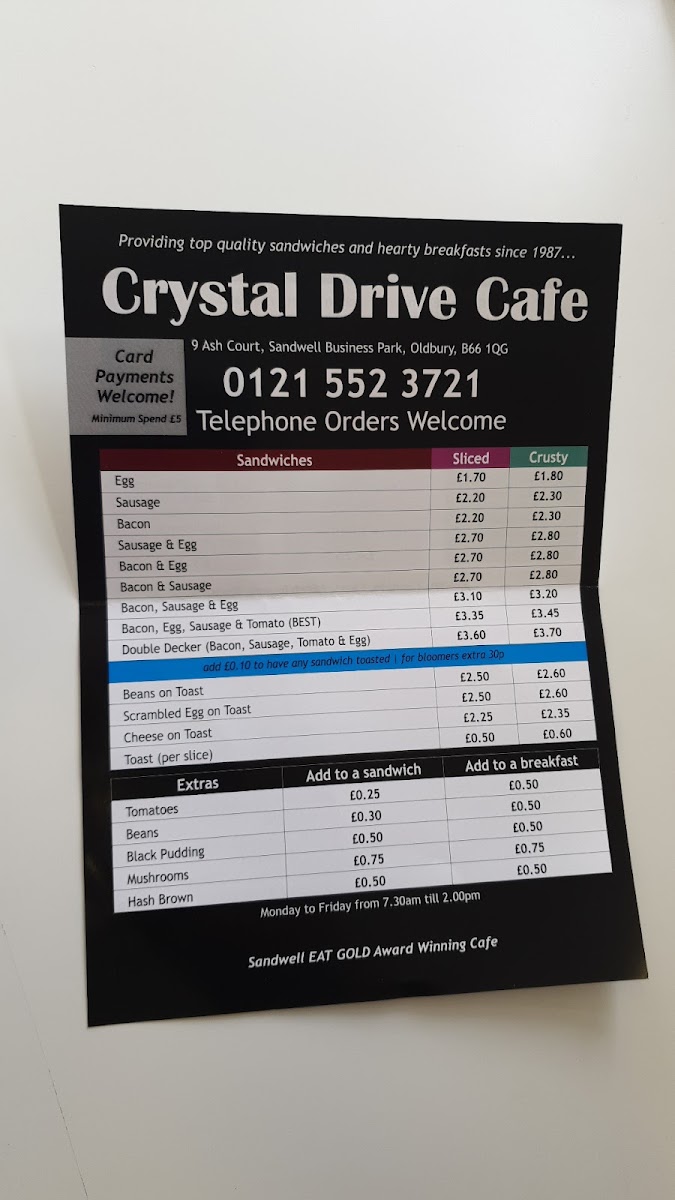 Providing top quality sandwiches and hearty breakfasts since 1987...
Crystal Drive Cafe
Card
Payments
Welcome!
Minimum Spend £5
9 Ash Court, Sandwell Business Park, Oldbury, B66 1QG
0121 552 3721
Telephone Orders Welcome
Sandwiches Sliced Crusty
Egg £1.70 £1.80
Sausage £2.20 £2.30
Bacon £2.20 £2.30
Sausage & Egg £2.70 £2.80
Bacon & Egg £2.70 £2.80
Bacon & Sausage £2.70 £2.80
Bacon, Sausage & Egg £3.10 £3.20
Bacon, Egg, Sausage & Tomato (BEST) £3.35 £3.45
Double Decker (Bacon, Sausage, Tomato & Egg) £3.60 £3.70
add £0.10 to have any sandwich toasted | for bloomers extra 30p
Beans on Toast £2.50 £2.60
Scrambled Egg on Toast £2.50 £2.60
Cheese on Toast £2.25 £2.35
Toast (per slice) £0.50 £0.60
Extras Add to a sandwich Add to a breakfast
Tomatoes £0.25 £0.50
Beans £0.30 £0.50
Black Pudding £0.50 £0.50
Mushrooms £0.75 £0.75
Hash Brown £0.50 £0.50
Monday to Friday from 7.30am till 2.00pm
Sandwell EAT GOLD Award Winning Cafe